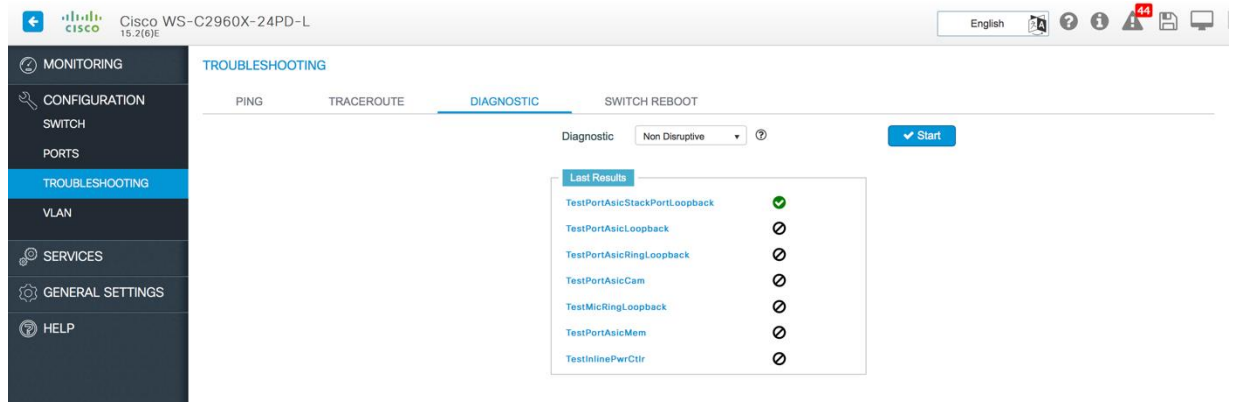 CISCO
Cisco WS-C2960X-24PD-L
15.2(6)E
English
44
MONITORING
CONFIGURATION
SWITCH
PORTS
TROUBLESHOOTING
VLAN
SERVICES
GENERAL SETTINGS
HELP
TROUBLESHOOTING
PING TRACEROUTE DIAGNOSTIC SWITCH REBOOT
Diagnostic Non Disruptive Start
Last Results
TestPortAsicStackPortLoopback
TestPortAsicLoopback
TestPortAsicRingLoopback
TestPortAsicCam
TestMicRingLoopback
TestPortAsicMem
TestInlinePwrCtlr